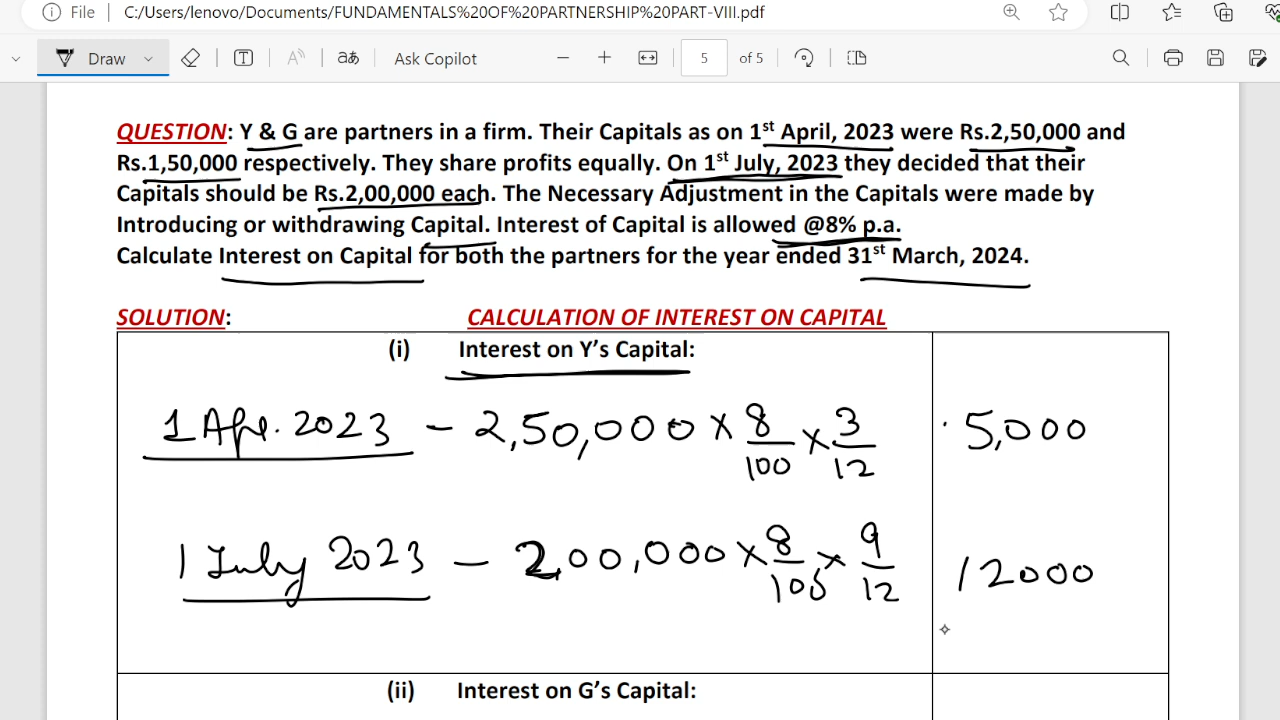 File C:/Users/lenovo/Documents/FUNDAMENTALS%20OF%20PARTNERSHIP%20PART-VIII.pdf
Draw T A aあ Ask Copilot 5 of 5
QUESTION: Y & G are partners in a firm. Their Capitals as on 1st April, 2023 were Rs.2,50,000 and
Rs.1,50,000 respectively. They share profits equally. On 1st July, 2023 they decided that their
Capitals should be Rs.2,00,000 each. The Necessary Adjustment in the Capitals were made by
Introducing or withdrawing Capital. Interest of Capital is allowed @8% p.a.
Calculate Interest on Capital for both the partners for the year ended 31st March, 2024.
SOLUTION: CALCULATION OF INTEREST ON CAPITAL
(i) Interest on Y's Capital:
1 Apr. 2023 - 2,50,000 × 8/100 × 3/12 5,000
1 July 2023 - 2,00,000 × 8/100 × 9/12 12000
(ii) Interest on G's Capital: